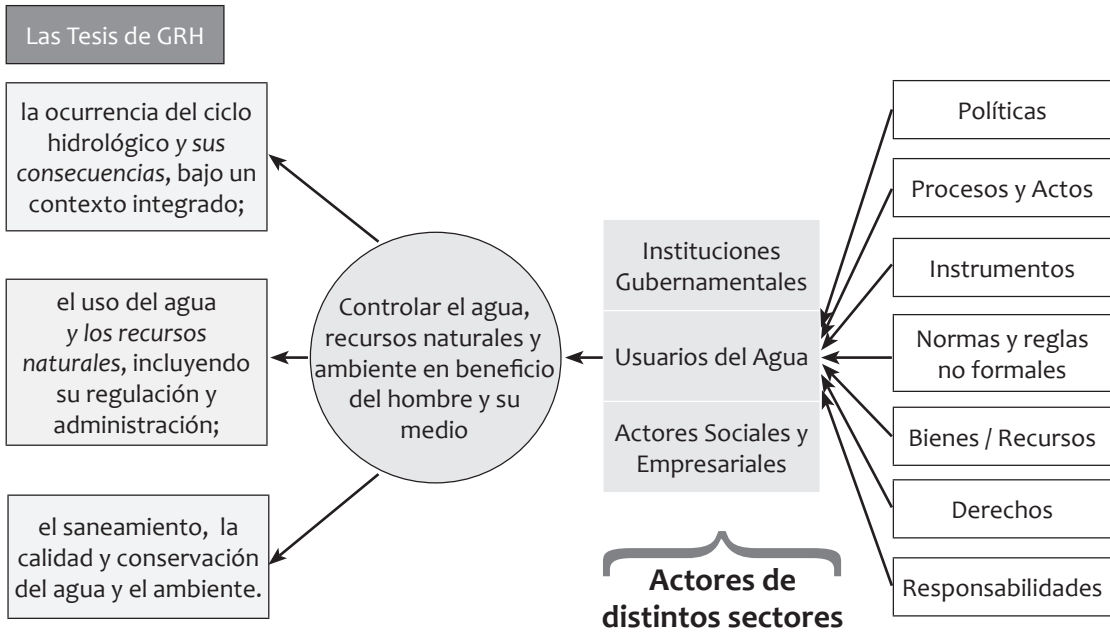 Las Tesis de GRH
la ocurrencia del ciclo
hidrológico y sus
consecuencias, bajo un
contexto integrado;
el uso del agua
y los recursos
naturales, incluyendo
su regulación y
administración;
el saneamiento, la
calidad y conservación
del agua y el ambiente.
Controlar el agua,
recursos naturales y
ambiente en beneficio
del hombre y su
medio
Instituciones
Gubernamentales
Usuarios del Agua
Actores Sociales y
Empresariales
Actores de
distintos sectores
Políticas
Procesos y Actos
Instrumentos
Normas y reglas
no formales
Bienes / Recursos
Derechos
Responsabilidades